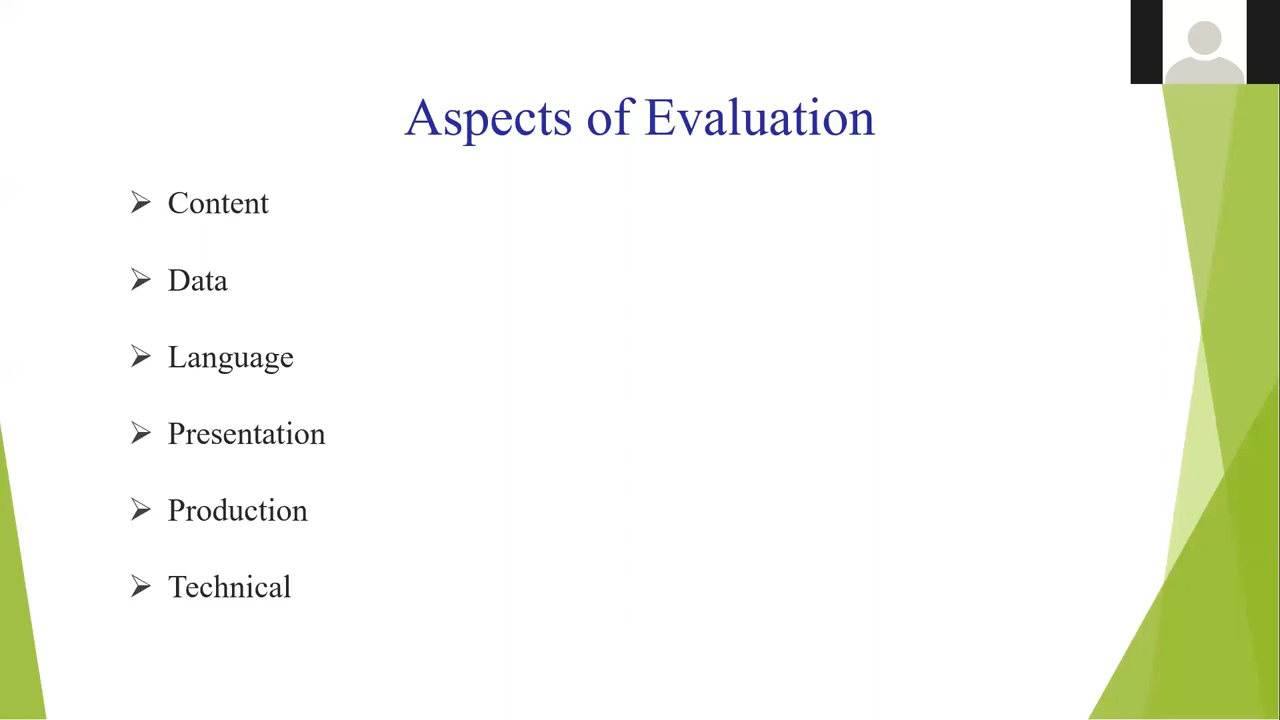 Aspects of Evaluation
Content
Data
Language
Presentation
Production
Technical